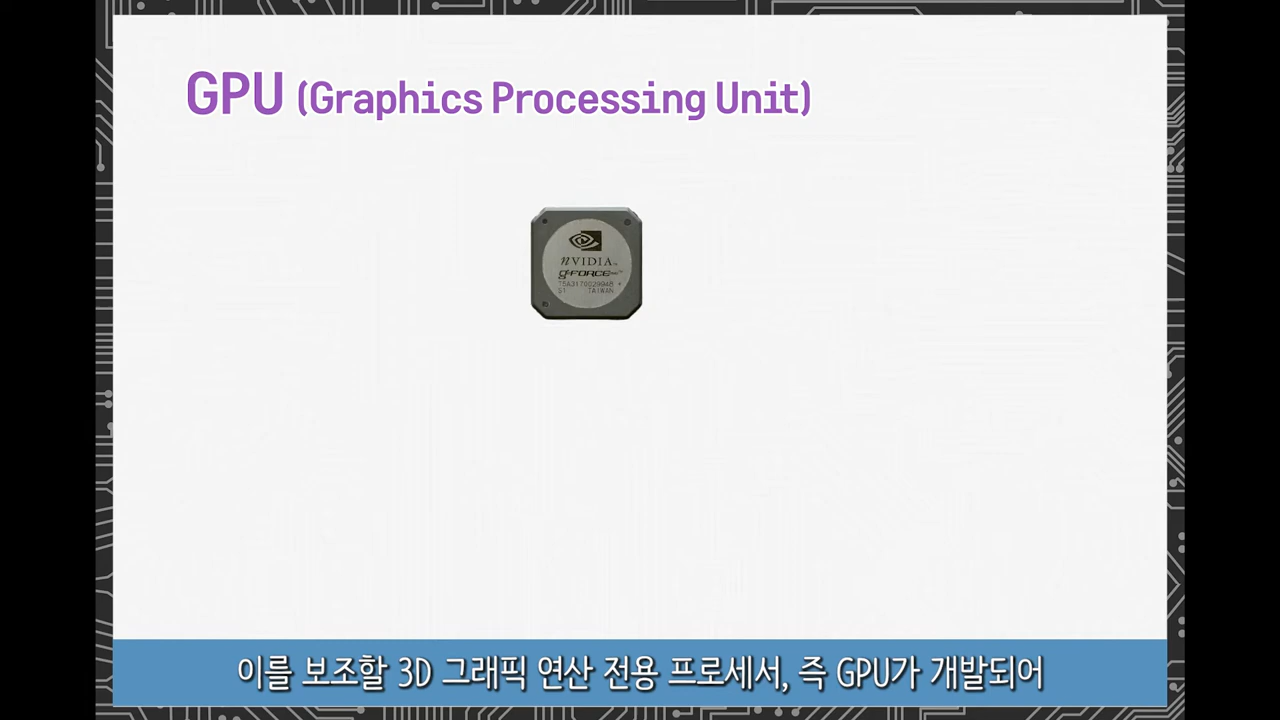 GPU (Graphics Processing Unit)
nVIDIA
GeFORCE
TAIWAN
이를 보조할 3D 그래픽 연산 전용 프로세서, 즉 GPU가 개발되어